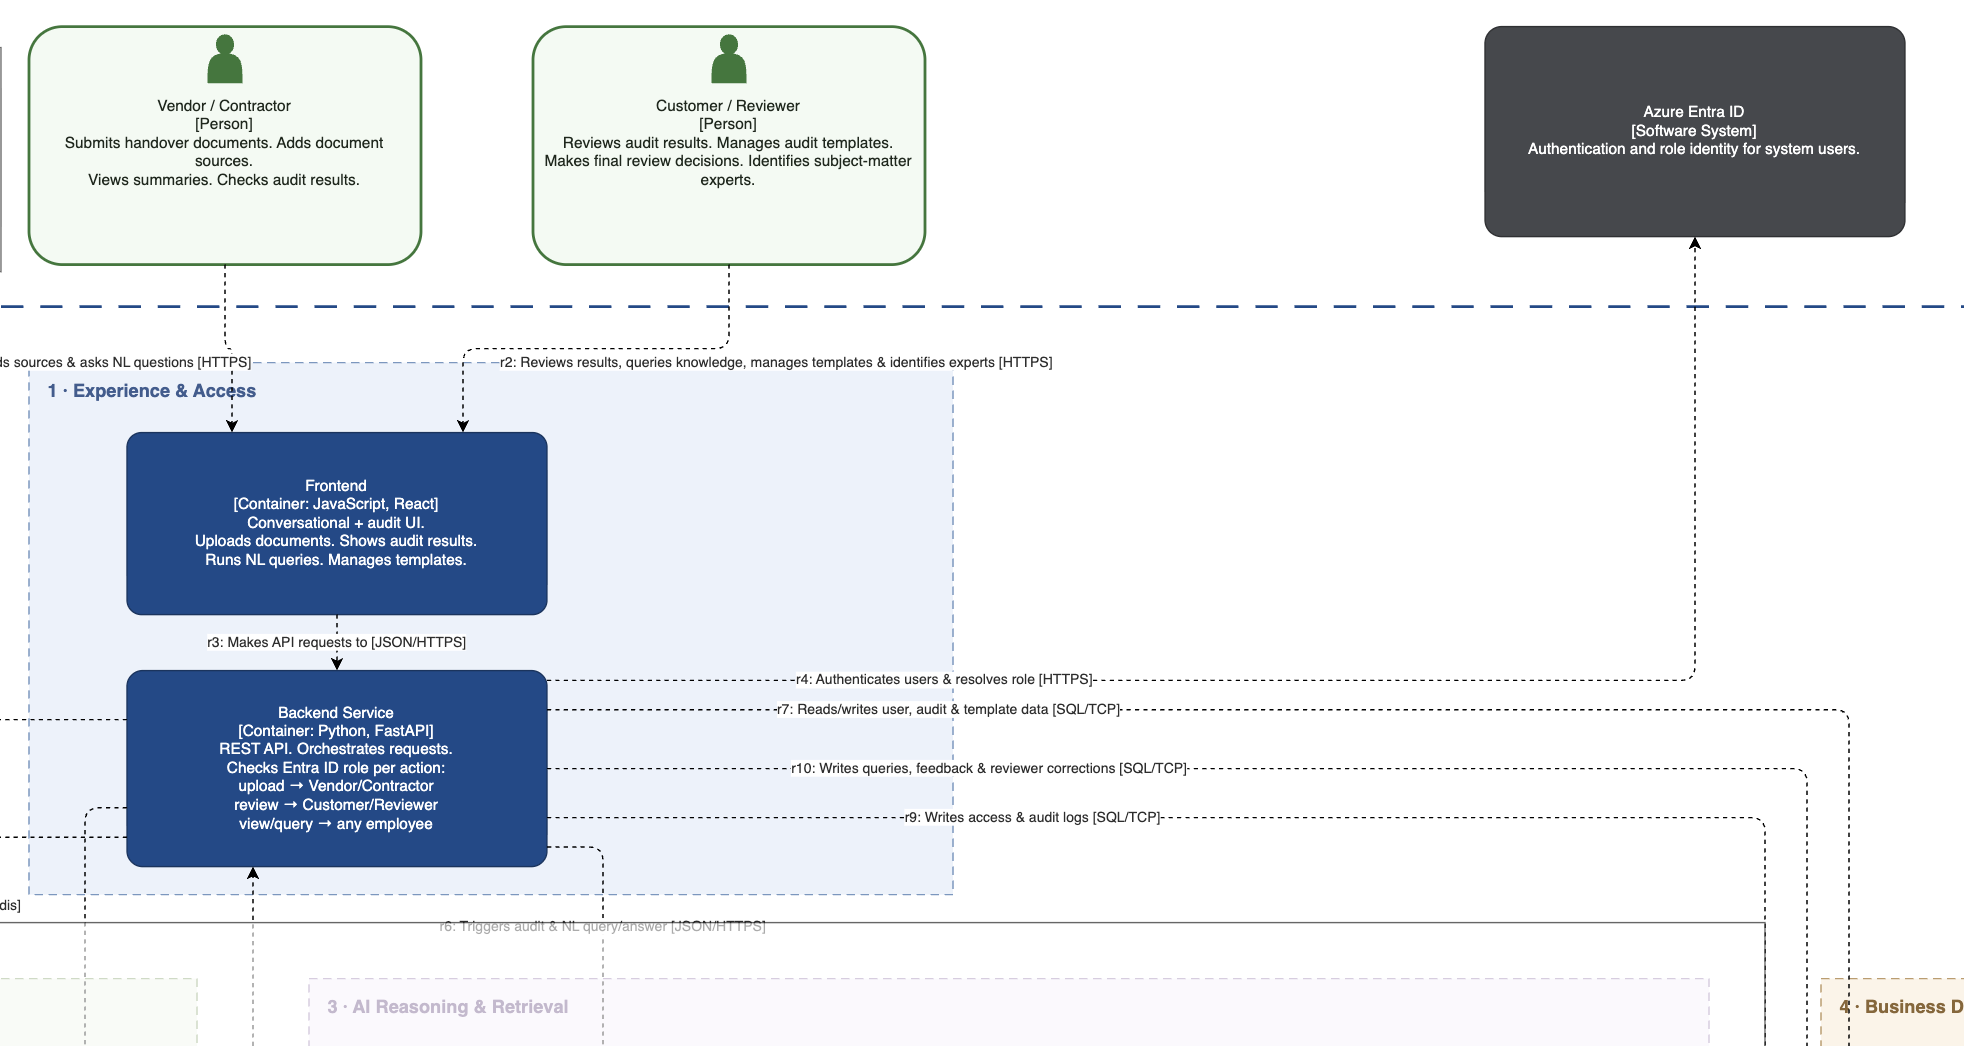 Vendor / Contractor
[Person]
Submits handover documents. Adds document
sources.
Views summaries. Checks audit results.
Customer / Reviewer
[Person]
Reviews audit results. Manages audit templates.
Makes final review decisions. Identifies subject-matter
experts.
Azure Entra ID
[Software System]
Authentication and role identity for system users.
sources & asks NL questions [HTTPS]
r2: Reviews results, queries knowledge, manages templates & identifies experts [HTTPS]
1 · Experience & Access
Frontend
[Container: JavaScript, React]
Conversational + audit UI.
Uploads documents. Shows audit results.
Runs NL queries. Manages templates.
r3: Makes API requests to [JSON/HTTPS]
r4: Authenticates users & resolves role [HTTPS]
r7: Reads/writes user, audit & template data [SQL/TCP]
Backend Service
[Container: Python, FastAPI]
REST API. Orchestrates requests.
Checks Entra ID role per action:
upload → Vendor/Contractor
review → Customer/Reviewer
view/query → any employee
r10: Writes queries, feedback & reviewer corrections [SQL/TCP]
r9: Writes access & audit logs [SQL/TCP]
dis]
r6: Triggers audit & NL query/answer [JSON/HTTPS]
3 · AI Reasoning & Retrieval
4 · Business D